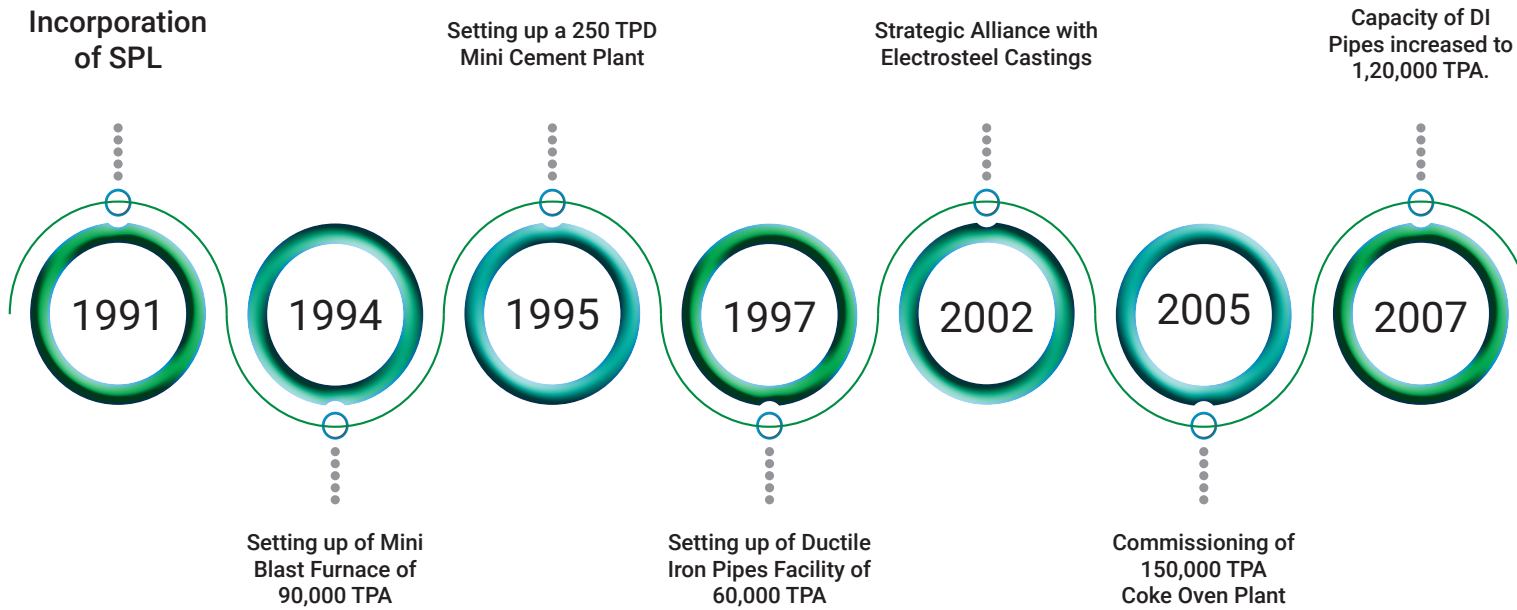 Incorporation
of SPL
1991
1994
Setting up of Mini
Blast Furnace of
90,000 TPA
Setting up a 250 TPD
Mini Cement Plant
1995
1997
Setting up of Ductile
Iron Pipes Facility of
60,000 TPA
Strategic Alliance with
Electrosteel Castings
2002
2005
Commissioning of
150,000 TPA
Coke Oven Plant
Capacity of DI
Pipes increased to
1,20,000 TPA.
2007